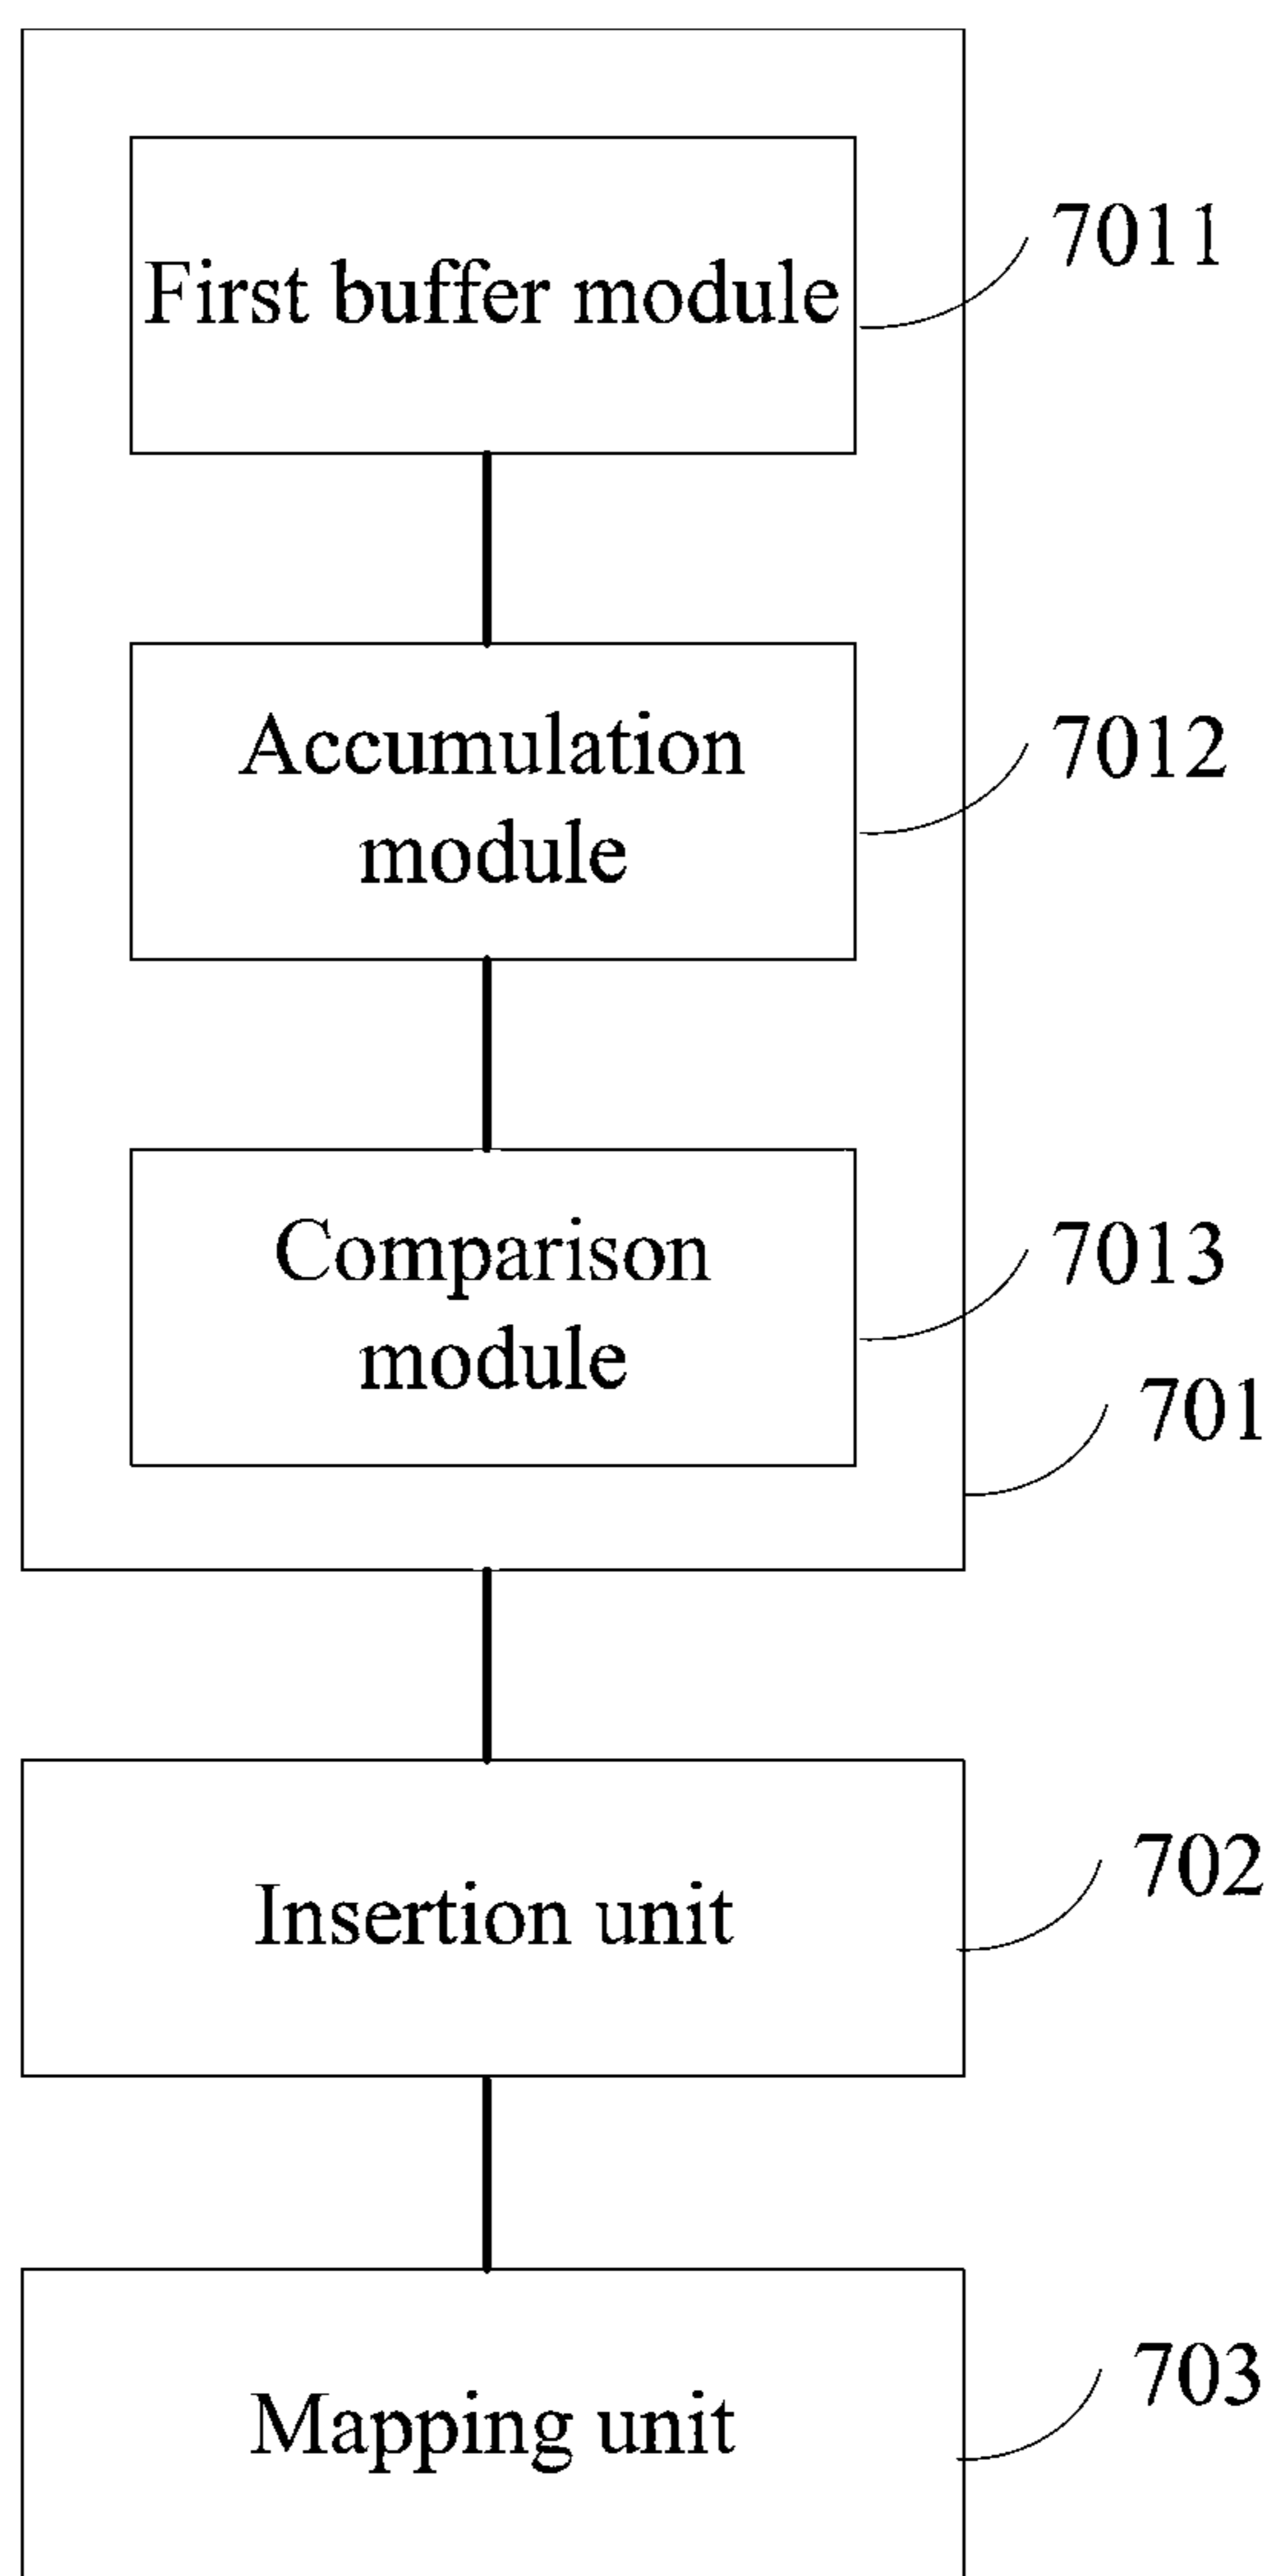 First buffer module
7011
Accumulation
module
7012
Comparison
module
7013
701
Insertion unit
702
Mapping unit
703